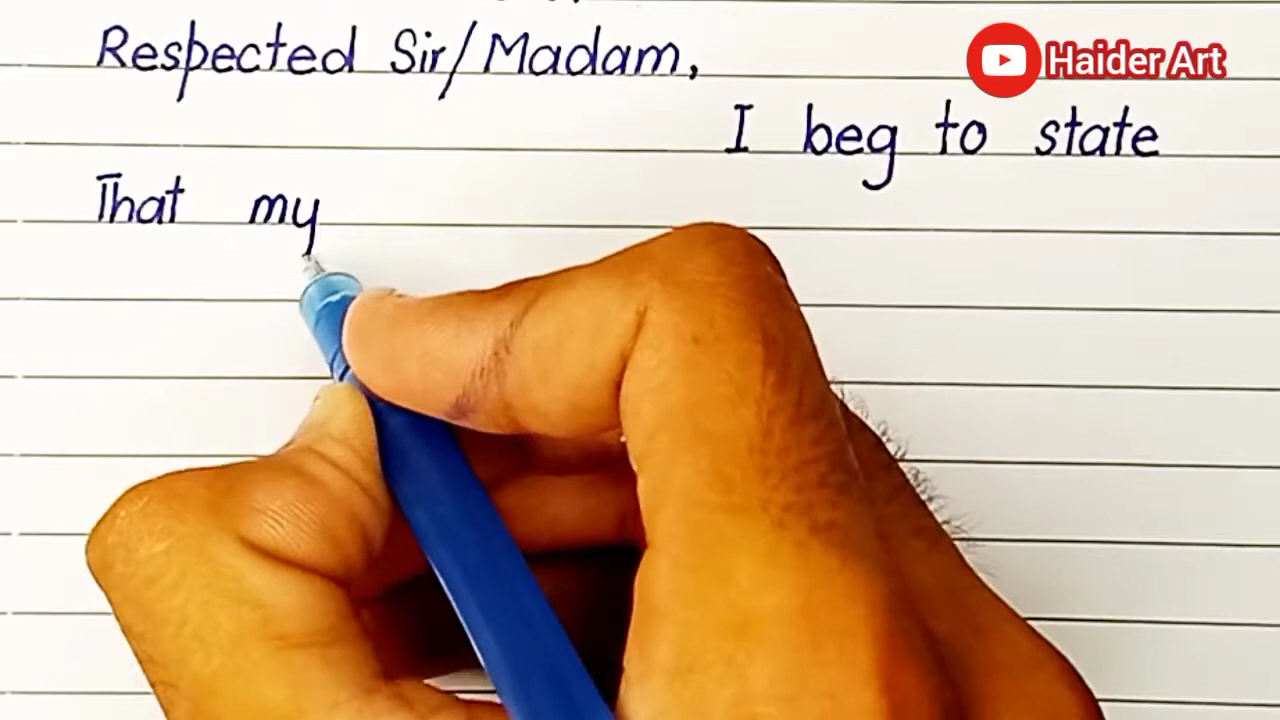 Respected Sir/Madam,
Haider Art
I beg to state
That my